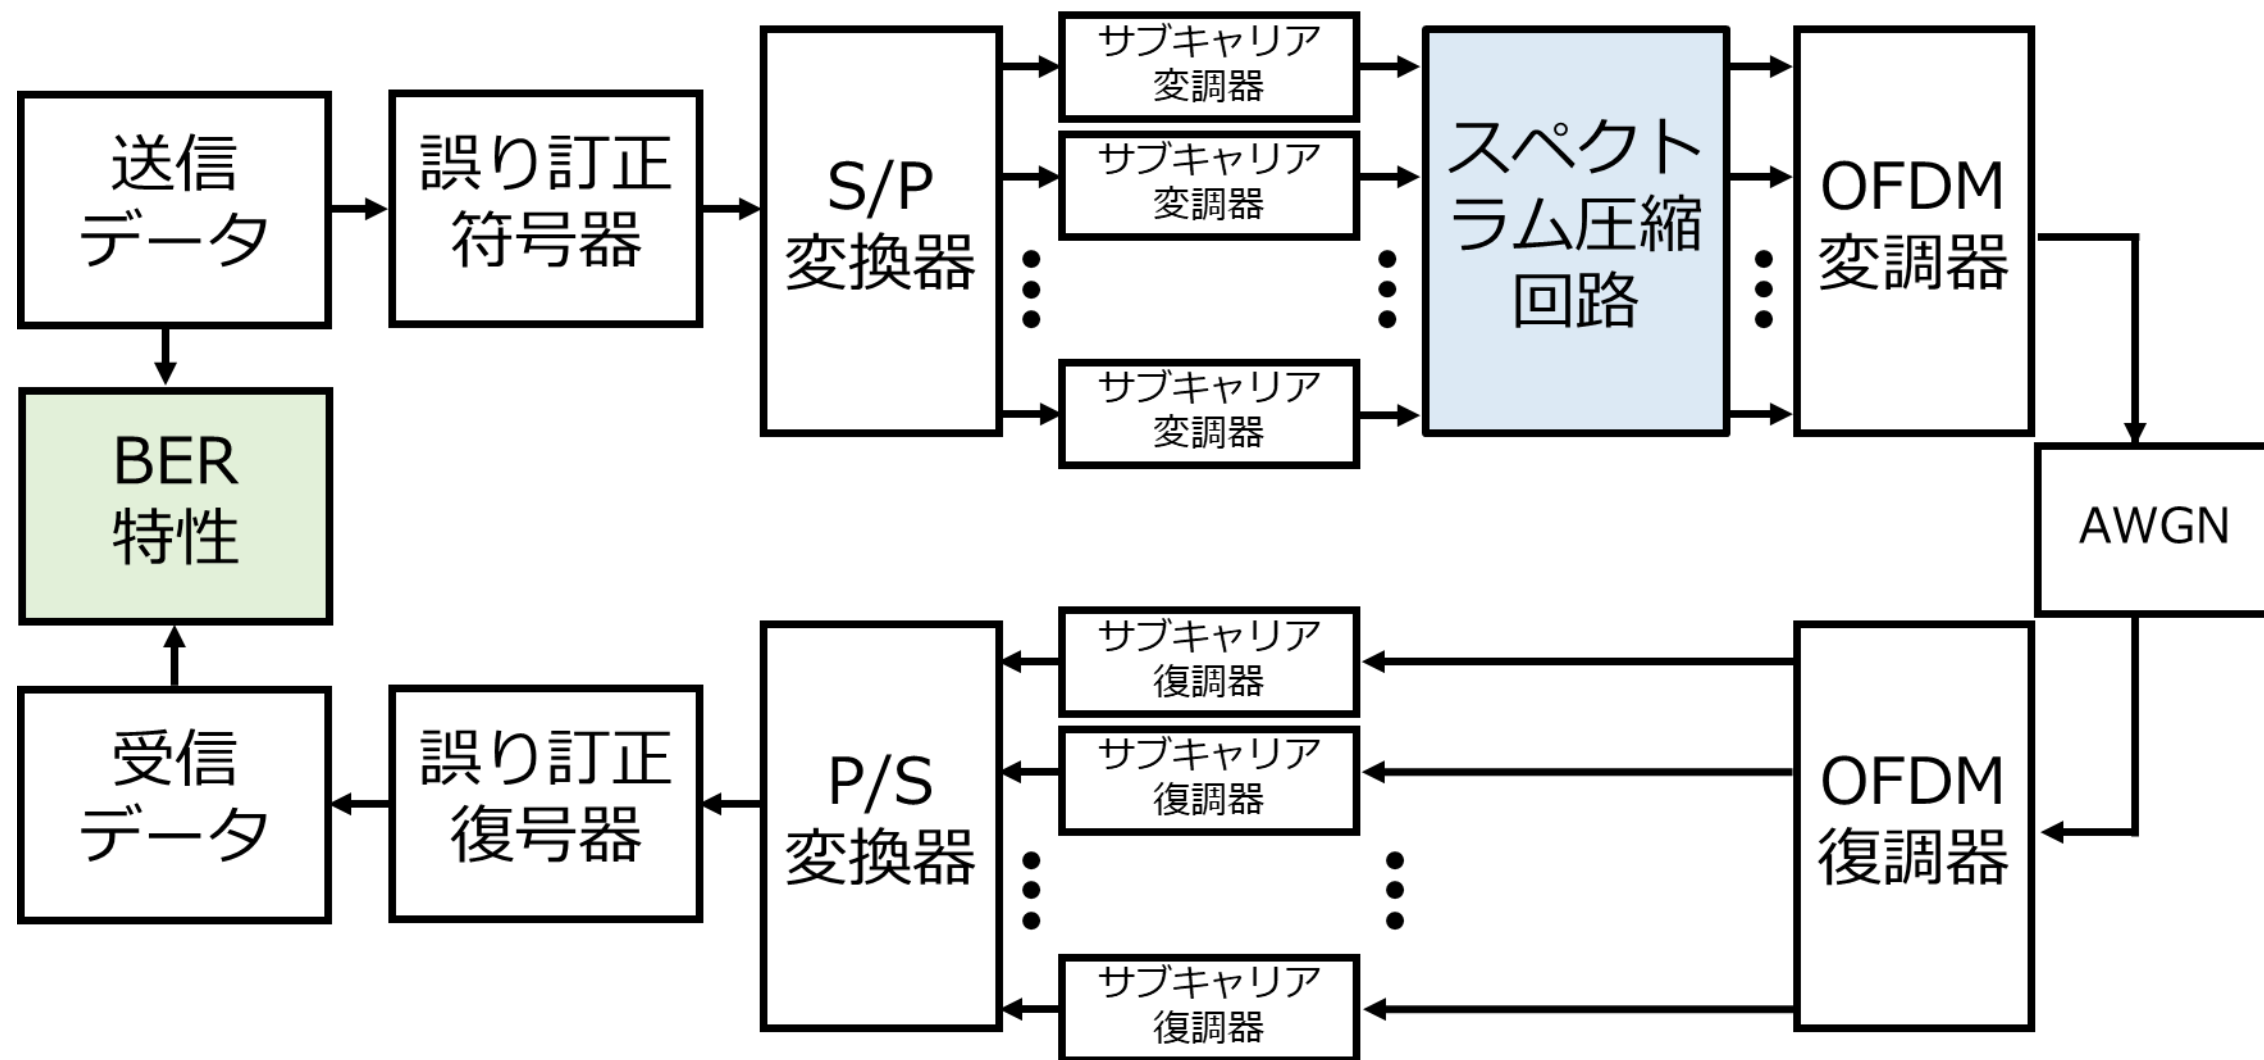 送信
データ
誤り訂正
符号器
S/P
変換器
サブキャリア
変調器
サブキャリア
変調器
サブキャリア
変調器
スペクト
ラム圧縮
回路
OFDM
変調器
BER
特性
AWGN
受信
データ
誤り訂正
復号器
P/S
変換器
サブキャリア
復調器
サブキャリア
復調器
サブキャリア
復調器
OFDM
復調器